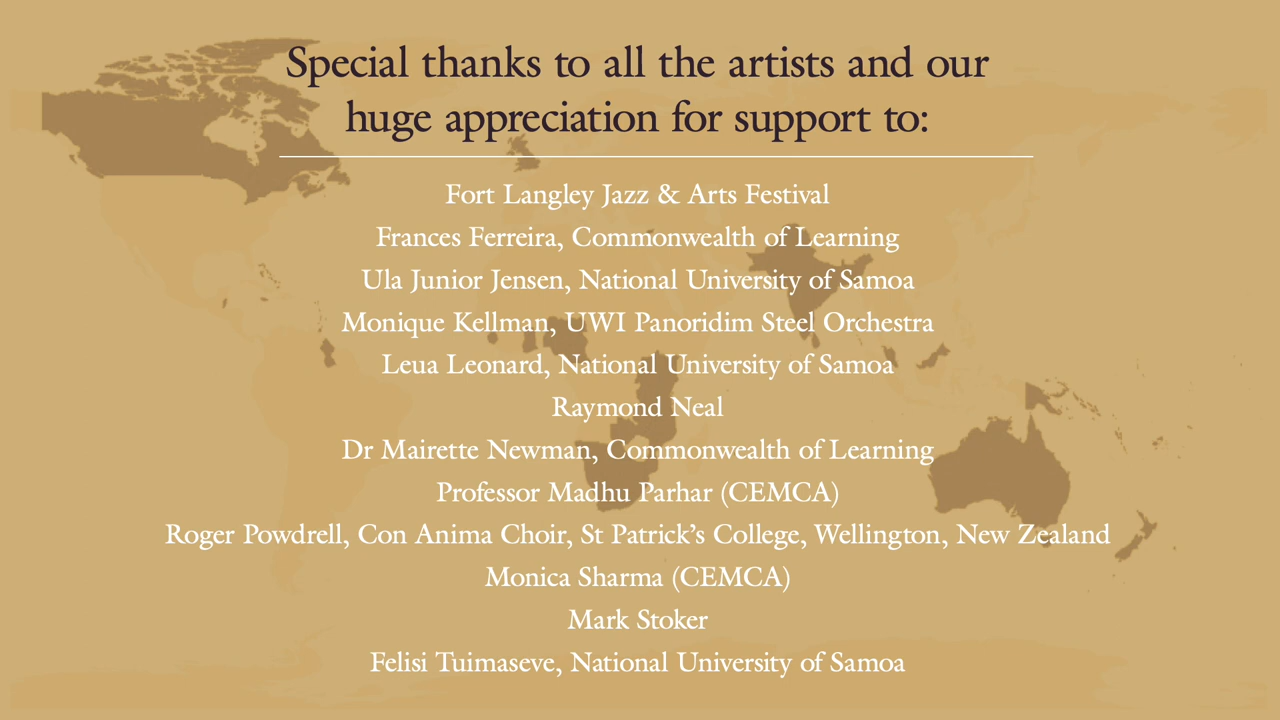 Special thanks to all the artists and our
huge appreciation for support to:
Fort Langley Jazz & Arts Festival
Frances Ferreira, Commonwealth of Learning
Ula Junior Jensen, National University of Samoa
Monique Kellman, UWI Panoridim Steel Orchestra
Leua Leonard, National University of Samoa
Raymond Neal
Dr Mairette Newman, Commonwealth of Learning
Professor Madhu Parhar (CEMCA)
Roger Powdrell, Con Anima Choir, St Patrick’s College, Wellington, New Zealand
Monica Sharma (CEMCA)
Mark Stoker
Felisi Tuimaseve, National University of Samoa